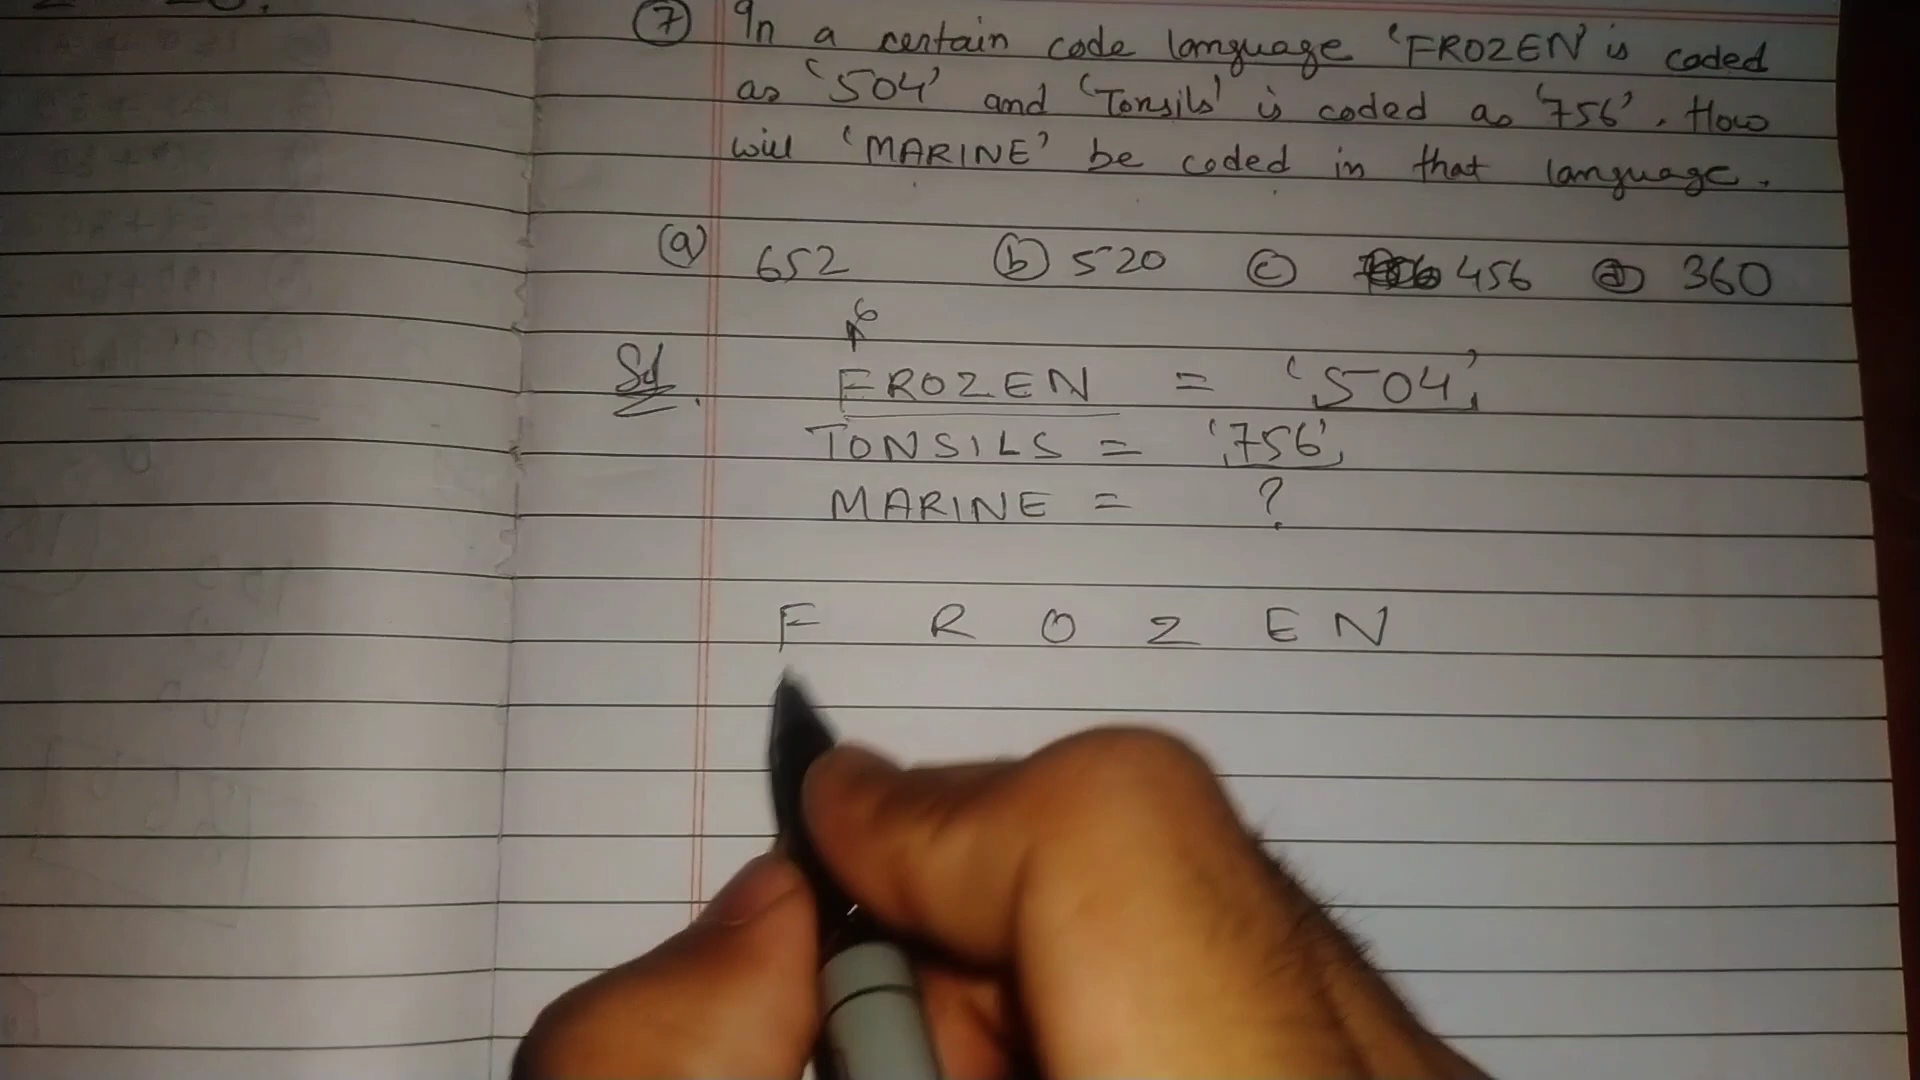 (7) In a certain code language 'FROZEN' is coded
as '504' and 'Tonsils' is coded as '756'. How
will 'MARINE' be coded in that language.
(a) 652 (b) 520 (c) 456 (d) 360
6
Sol. FROZEN = '504'
TONSILS = '756'
MARINE = ?
F R O Z E N